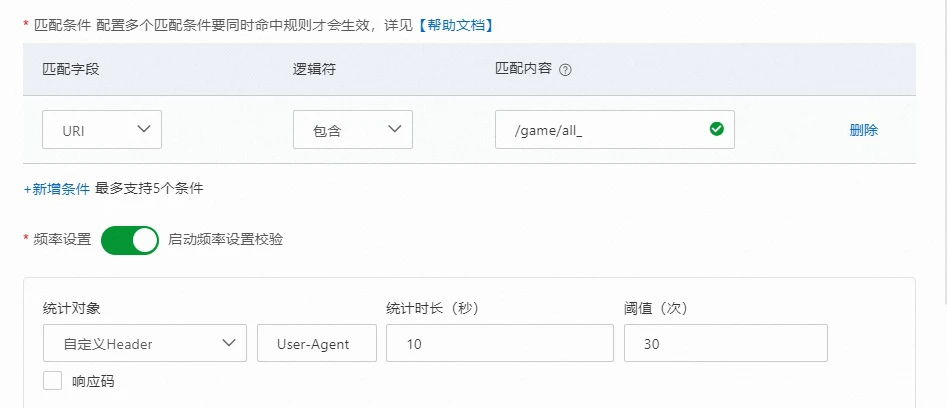 * 匹配条件 配置多个匹配条件要同时命中规则才会生效，详见【帮助文档】
匹配字段 逻辑符 匹配内容
URI 包含 /game/all_ 删除
+新增条件 最多支持5个条件
* 频率设置 启动频率设置校验
统计对象 统计时长（秒） 阈值（次）
自定义Header User-Agent 10 30
响应码